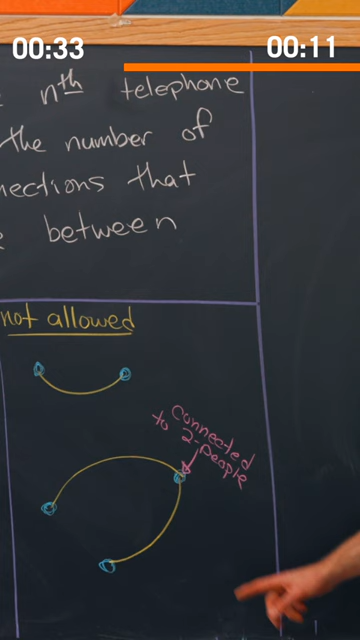 00:33
00:11
nth telephone
the number of
nections that
between
not allowed
Connected
to 2-People